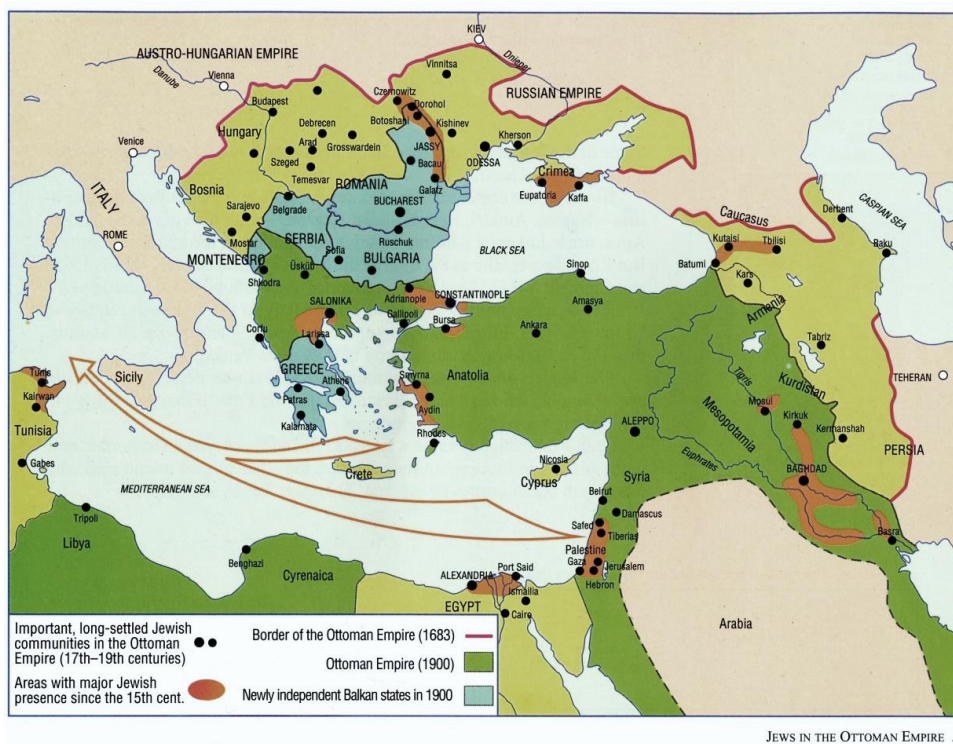 KIEV
AUSTRO-HUNGARIAN EMPIRE
Dnieper
Vinnitsa
Danube
Vienna
RUSSIAN EMPIRE
Czernowitz
Dorohol
Budapest
Botoshani
Kishinev
Debrecen
Kherson
Hungary
Arad
Grosswardein
JASSY
Venice
ODESSA
Szeged
Bacau
Crimea
Temesvar
ROMANIA
Galatz
Eupatoria
Kaffa
Bosnia
ITALY
BUCHAREST
Belgrade
Sarajevo
Caucasus
Derbent
CASPIAN SEA
ROME
Mostar
SERBIA
Ruschuk
Sofia
BLACK SEA
Kutaisi
Tbilisi
Baku
MONTENEGRO
BULGARIA
Batumi
Üsküb
Sinop
Shkodra
Kars
Adrianople
CONSTANTINOPLE
SALONIKA
Amasya
Armenia
Gallipoli
Bursa
Ankara
Corfu
Larissa
Tabriz
GREECE
Smyrna
Anatolia
Tunis
Sicily
Athens
Tigris
Kurdistan
TEHERAN
Kairwan
Patras
Aydin
Mosul
Kirkuk
Kalamata
Mesopotamia
Tunisia
Rhodes
ALEPPO
Kermanshah
PERSIA
Gabes
Crete
Nicosia
Cyprus
Syria
Euphrates
BAGHDAD
MEDITERRANEAN SEA
Beirut
Damascus
Tripoli
Safed
Tiberias
Basra
Libya
Palestine
Benghazi
Gaza
Jerusalem
Cyrenaica
Port Said
Hebron
ALEXANDRIA
Ismailia
EGYPT
Cairo
Arabia
Important, long-settled Jewish
communities in the Ottoman
Empire (17th–19th centuries)
Areas with major Jewish
presence since the 15th cent.
Border of the Ottoman Empire (1683)
Ottoman Empire (1900)
Newly independent Balkan states in 1900
JEWS IN THE OTTOMAN EMPIRE